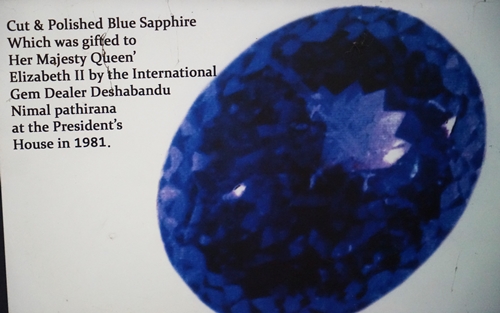 Cut & Polished Blue Sapphire
Which was gifted to
Her Majesty Queen'
Elizabeth II by the International
Gem Dealer Deshabandu
Nimal pathirana
at the President's
House in 1981.